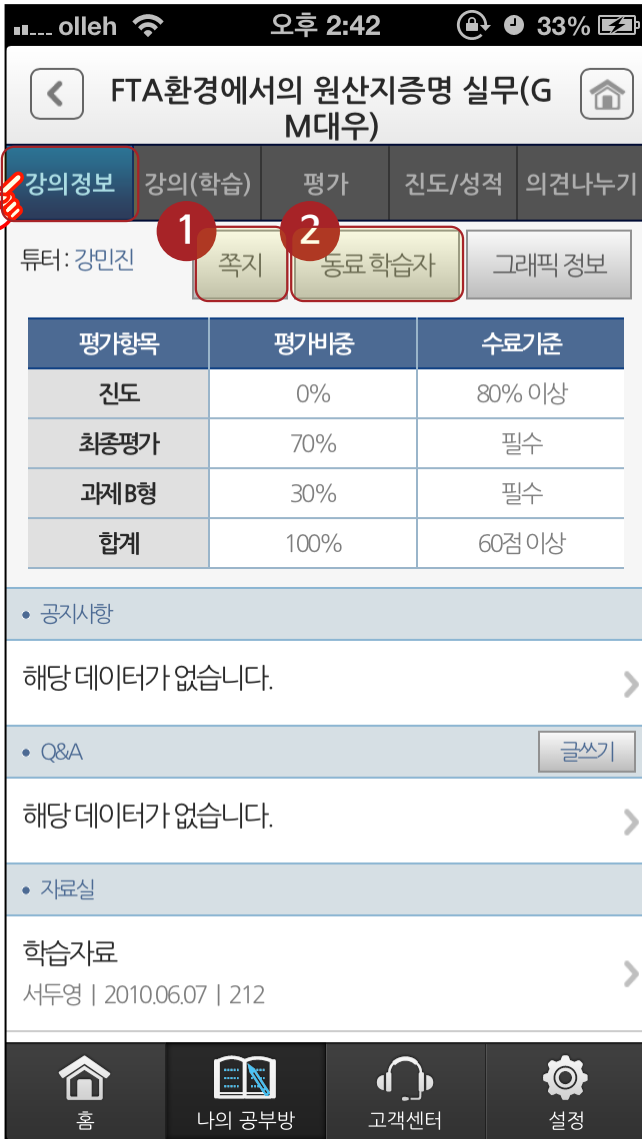 olleh 오후 2:42 33%
FTA환경에서의 원산지증명 실무(G
M대우)
강의정보 강의(학습) 평가 진도/성적 의견나누기
1 2
튜터 : 강민진 쪽지 동료 학습자 그래픽 정보
평가항목 평가비중 수료기준
진도 0% 80% 이상
최종평가 70% 필수
과제 B형 30% 필수
합계 100% 60점 이상
• 공지사항
해당 데이터가 없습니다.
• Q&A 글쓰기
해당 데이터가 없습니다.
• 자료실
학습자료
서두영 | 2010.06.07 | 212
홈 나의 공부방 고객센터 설정